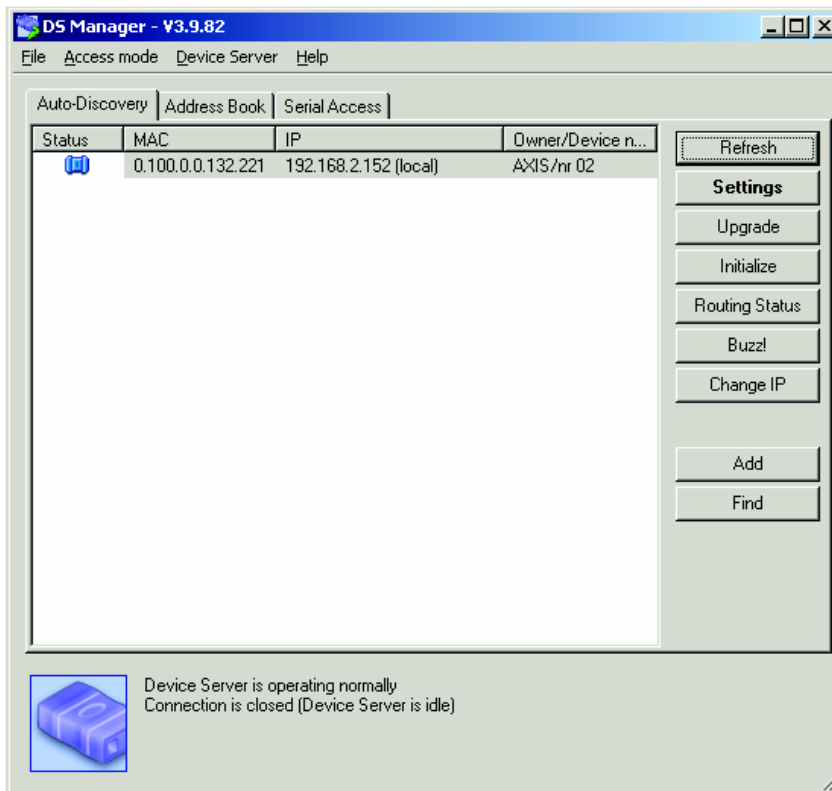 DS Manager - V3.9.82
File Access mode Device Server Help
Auto-Discovery Address Book Serial Access
Status MAC IP Owner/Device n...
0.100.0.0.132.221 192.168.2.152 (local) AXIS/nr 02
Refresh
Settings
Upgrade
Initialize
Routing Status
Buzz!
Change IP
Add
Find
Device Server is operating normally
Connection is closed (Device Server is idle)